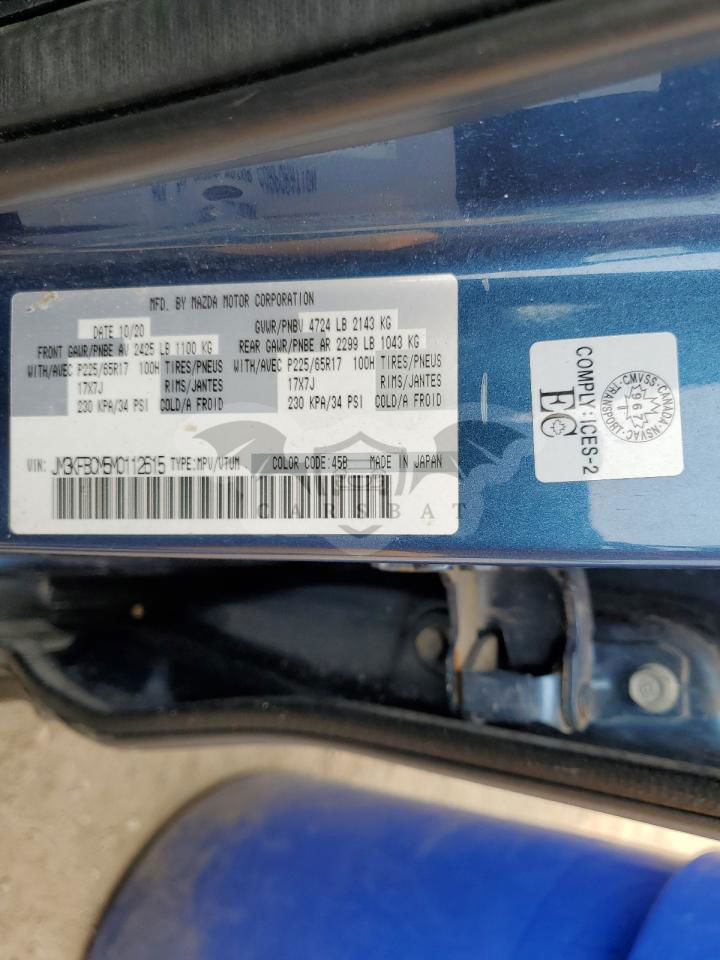 MFD. BY MAZDA MOTOR CORPORATION
DATE 10/20
GVWR/PNBV 4724 LB 2143 KG
FRONT GAWR/PNBE AV 2425 LB 1100 KG
REAR GAWR/PNBE AR 2299 LB 1043 KG
WITH/AVEC P225/65R17 100H TIRES/PNEUS
WITH/AVEC P225/65R17 100H TIRES/PNEUS
17X7J RIMS/JANTES
17X7J RIMS/JANTES
230 KPA/34 PSI COLD/A FROID
230 KPA/34 PSI COLD/A FROID
VIN: JM3KFBCM5M0112615 TYPE:MPV/VTUM COLOR CODE:45B MADE IN JAPAN
CARSBAT
COMPLY:ICES-2
EC
CMVSS-CANADA-NSVAC-TRANSPORT
967
1